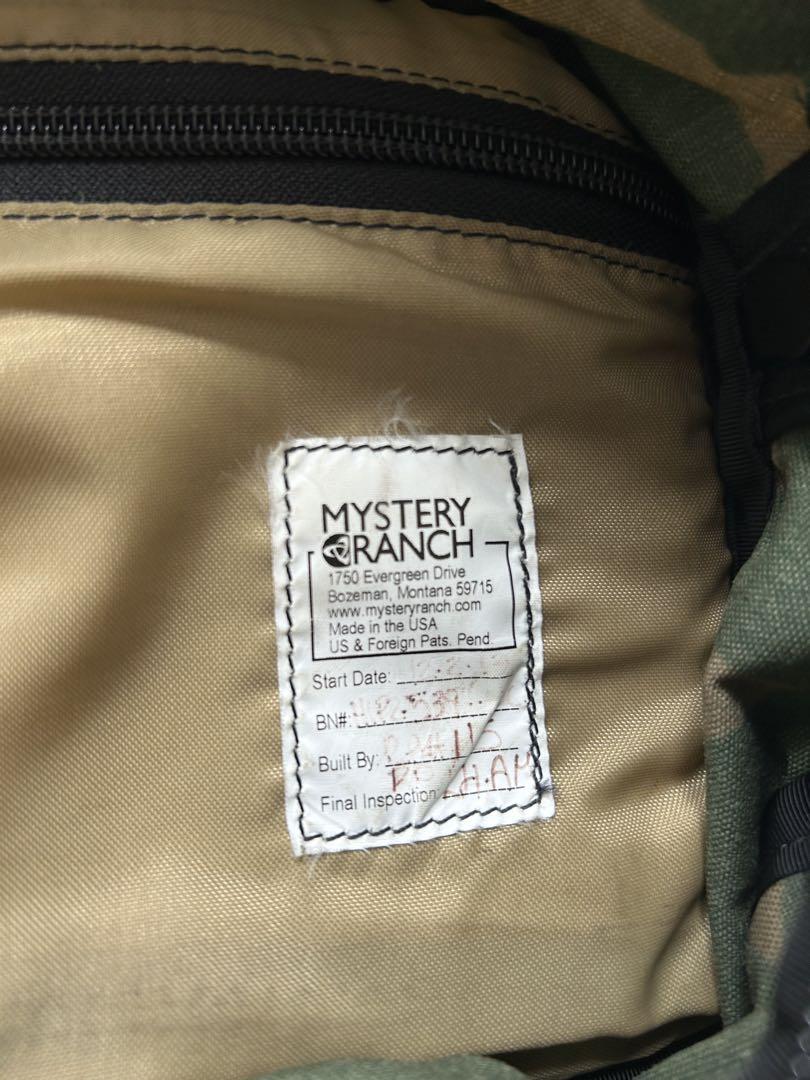 MYSTERY
RANCH
1750 Evergreen Drive
Bozeman, Montana 59715
www.mysteryranch.com
Made in the USA
US & Foreign Pats. Pend.
Start Date:
BN#:
Built By:
Final Inspection